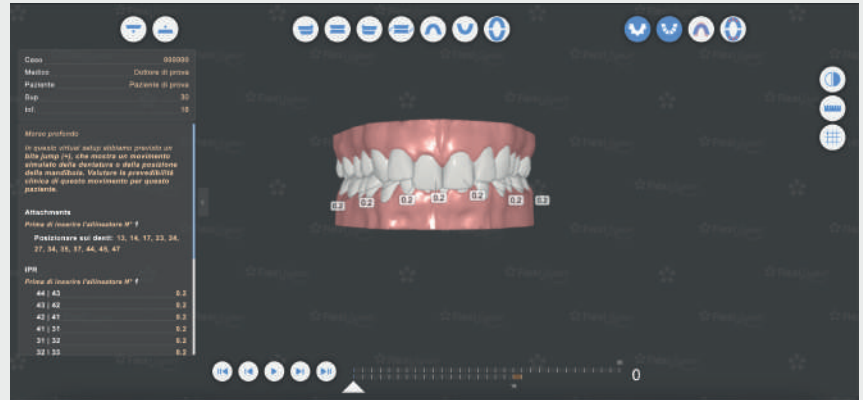 Caso 000000
Medico Dottore di prova
Paziente Paziente di prova
Sup 30
Inf. 18
Morso profondo
In questo virtual setup abbiamo previsto un
bite jump (+), che mostra un movimento
simulato della dentatura o della posizione
della mandibola. Valutare la prevedibilità
clinica di questo movimento per questo
paziente.
Attachments
Prima di inserire l'allineatore N° 1
Posizionare sui denti: 13, 14, 17, 23, 24,
27, 34, 35, 37, 44, 45, 47
IPR
Prima di inserire l'allineatore N° 1
44 | 43 0.2
43 | 42 0.2
42 | 41 0.2
41 | 31 0.2
31 | 32 0.2
32 | 33 0.2
0.2 0.2 0.2 0.2 0.2 0.2 0.2
0